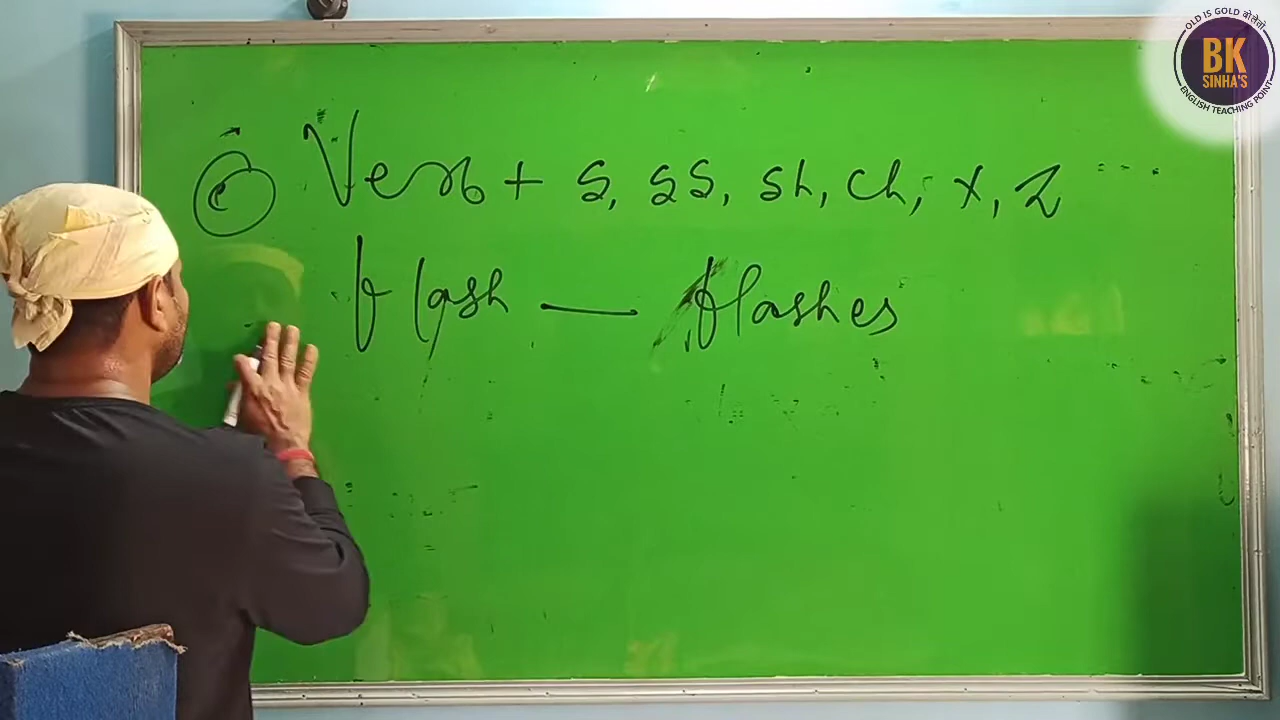 (e) Verb + s, ss, sh, ch, x, z ....
flash — flashes
OLD IS GOLD बोले तो
BK
SINHA'S
ENGLISH TEACHING POINT